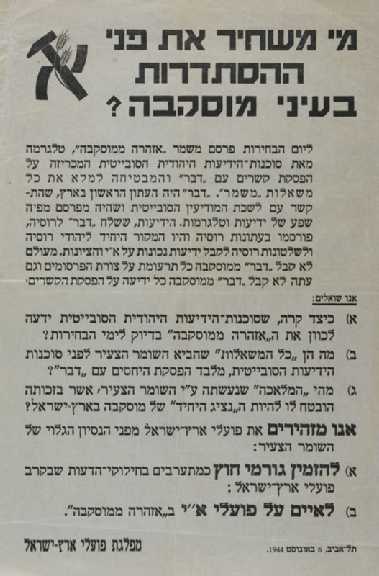 מי משחיר את פני
ההסתדרות
בעיני מוסקבה?
א
ליום הבחירות פרסם משמר „אזהרה ממוסקבה”, טלגרמה
מאת סוכנות־הידיעות היהודית הסובייטית המכריזה על
הפסקת קשרים עם „דבר” והמבטיחה למלא את כל
משאלות „משמר”. „דבר” היה העתון הראשון בארץ, שהת־
קשר עם לשכת המודיעין הסובייטית ושהיה מפרסם מפיה
שפע של ידיעות וטלגרמות. הידיעות, ששלח „דבר” לרוסיה,
פורסמו בעתונות רוסיה והיו המקור היחיד ליהודי רוסיה
ולשלטונות רוסיה לקבל ידיעות נכונות על א״י והציונות. מעולם
לא קבל „דבר” ממוסקבה כל תרעומת על צורת הפרסומים וגם
עתה לא קבל „דבר” ממוסקבה כל ידיעה על הפסקת הקשרים.
אנו שואלים:
א) כיצד קרה, שסוכנות־הידיעות היהודית הסובייטית ידעה
לכוון את ה„אזהרה ממוסקבה” בדיוק לימי הבחירות?
ב) מה הן „כל המשאלות” שהביא השומר הצעיר לפני סוכנות
הידיעות הסובייטית, מלבד הפסקת היחסים עם „דבר”?
ג) מהי „המלאכה” שנעשתה ע״י השומר הצעיר, אשר בזכותה
הובטח לו להיות ה„נציג היחיד” של מוסקבה בארץ־ישראל?
אנו מזהירים את פועלי ארץ־ישראל מפני הנסיון הגלוי של
השומר הצעיר:
א) להזמין גורמי חוץ כמתערבים בחילוקי־הדעות שבקרב
פועלי ארץ־ישראל;
ב) לאיים על פועלי א״י ב„אזהרה ממוסקבה”.
תל־אביב, 6 באוגוסט 1944.
מפלגת פועלי ארץ־ישראל